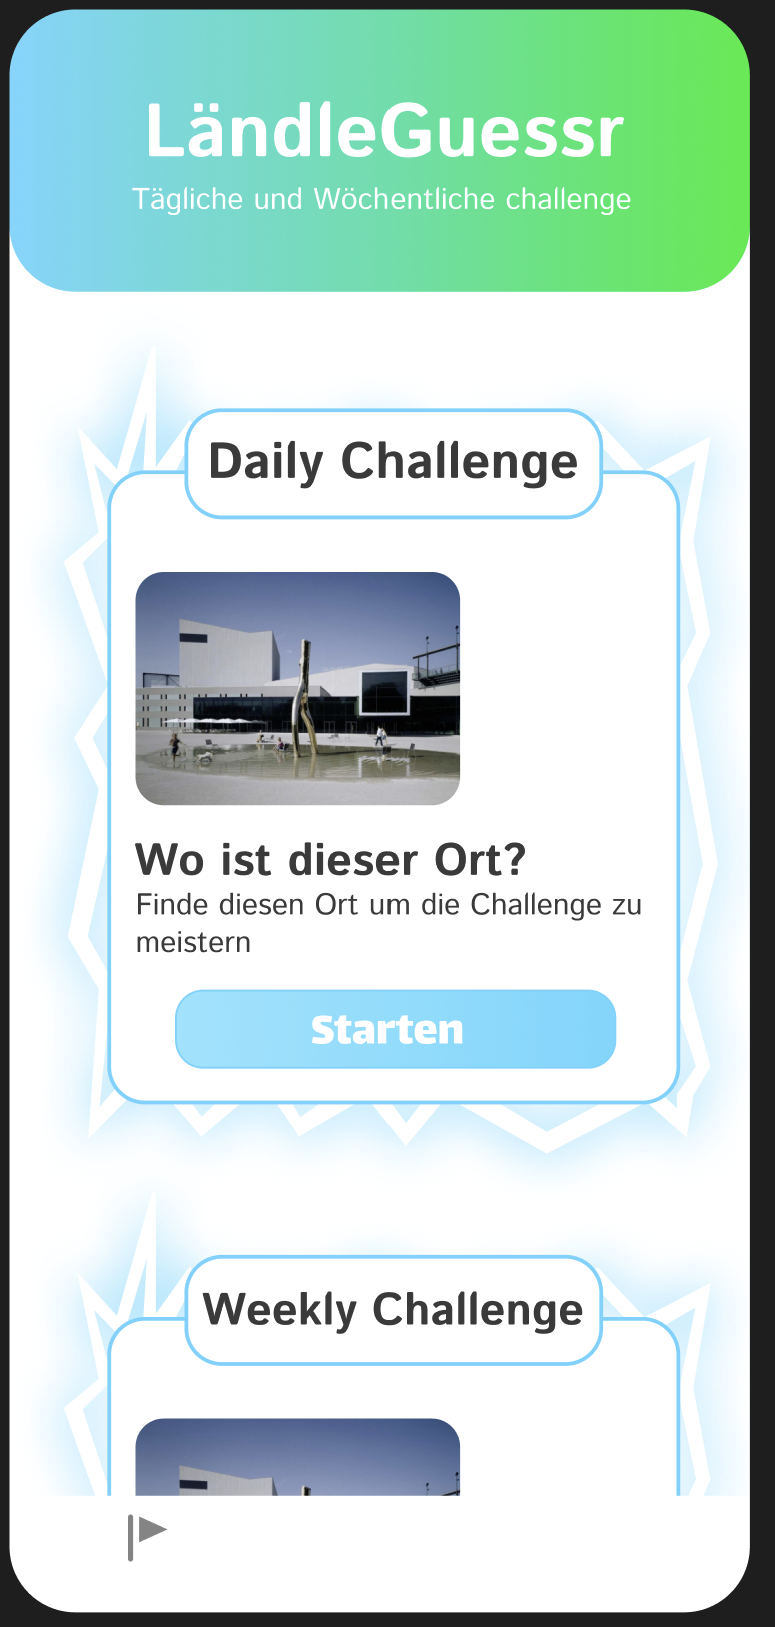 LändleGuessr
Tägliche und Wöchentliche challenge
Daily Challenge
Wo ist dieser Ort?
Finde diesen Ort um die Challenge zu
meistern
Starten
Weekly Challenge